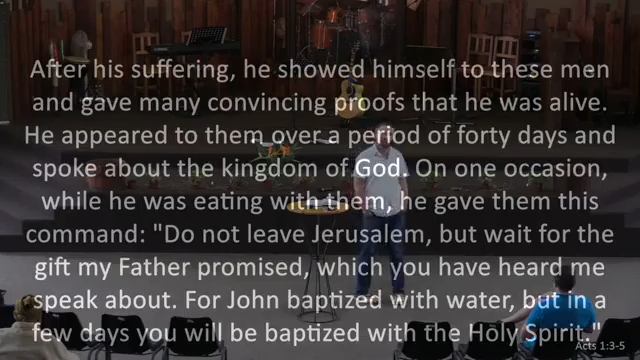 After his suffering, he showed himself to these men
and gave many convincing proofs that he was alive.
He appeared to them over a period of forty days and
spoke about the kingdom of God. On one occasion,
while he was eating with them, he gave them this
command: "Do not leave Jerusalem, but wait for the
gift my Father promised, which you have heard me
speak about. For John baptized with water, but in a
few days you will be baptized with the Holy Spirit."
Acts 1:3-5